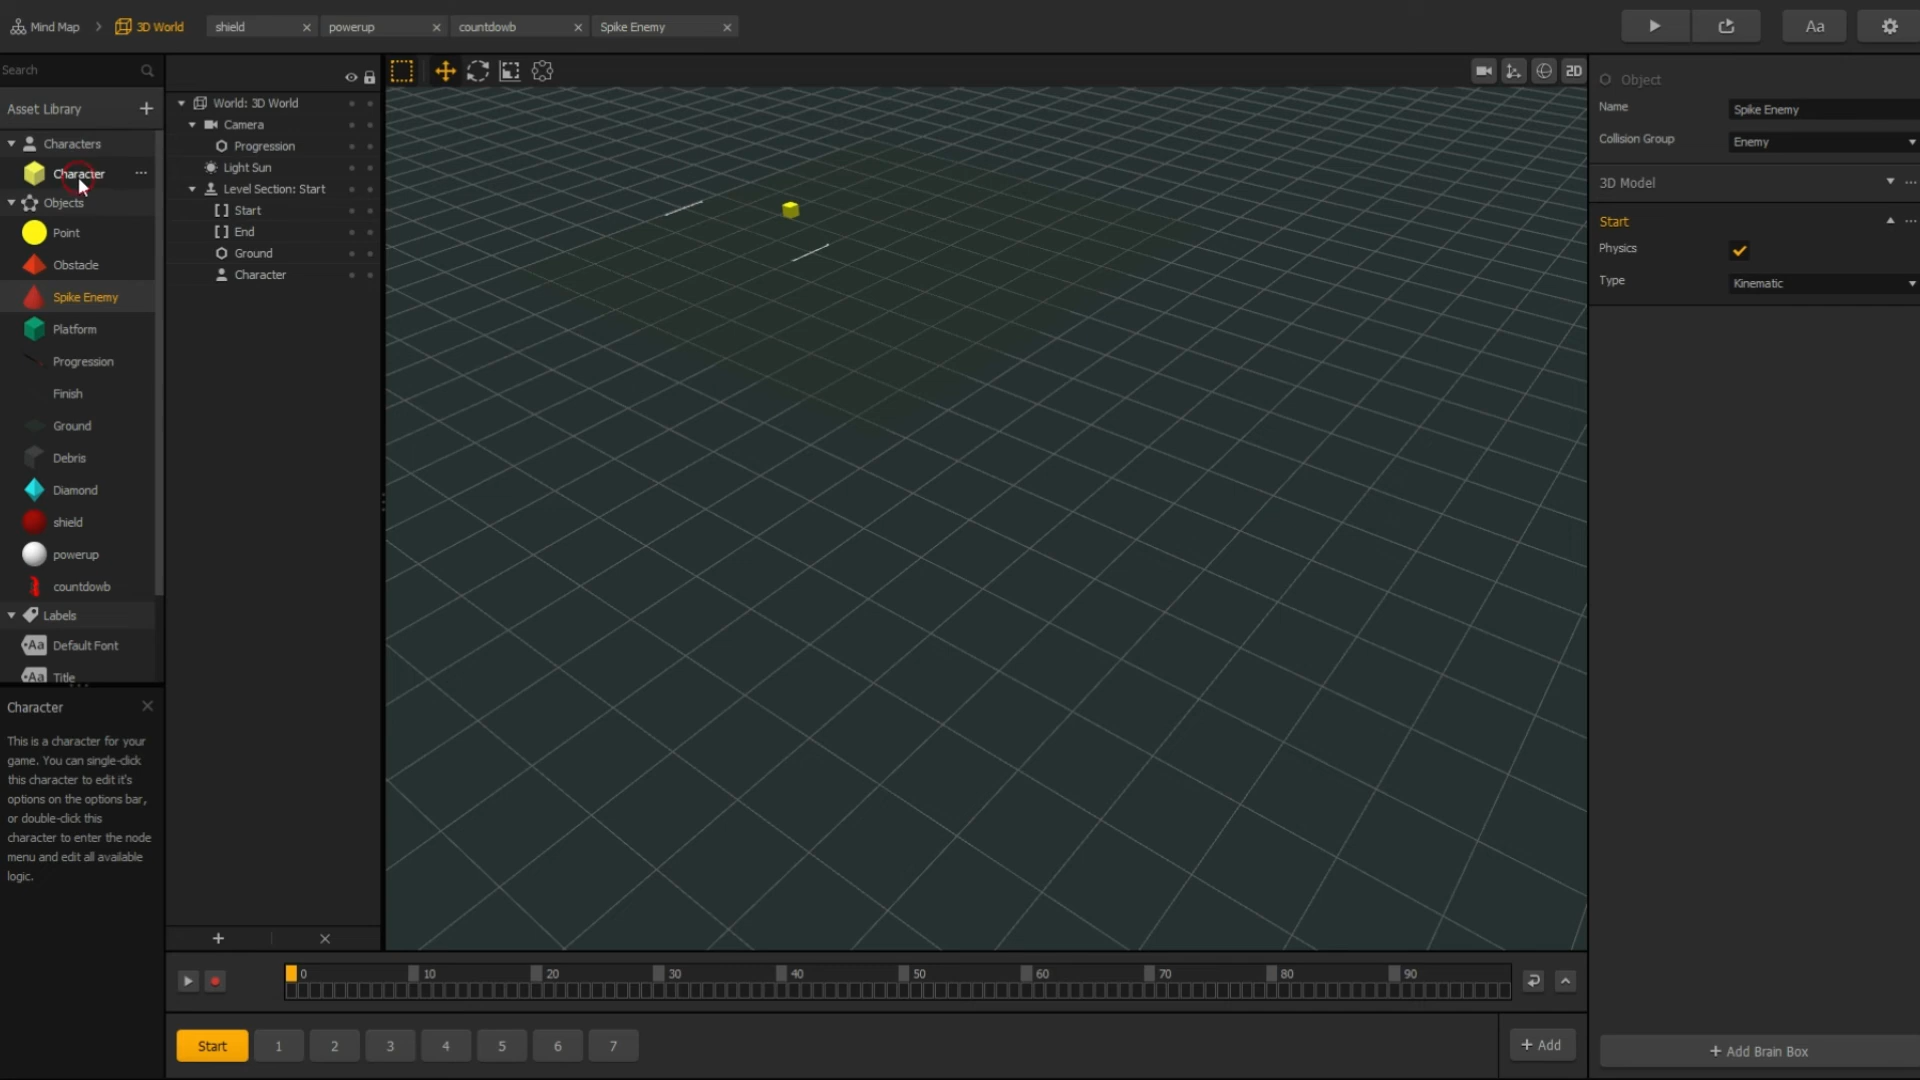 Mind Map > 3D World shield × powerup × countdowb × Spike Enemy × Aa
Search
Asset Library +
Characters
Character ...
Objects
Point
Obstacle
Spike Enemy
Platform
Progression
Finish
Ground
Debris
Diamond
shield
powerup
countdowb
Labels
Aa Default Font
Aa Title
Character ×
This is a character for your
game. You can single-click
this character to edit it's
options on the options bar,
or double-click this
character to enter the node
menu and edit all available
logic.
World: 3D World
Camera
Progression
Light Sun
Level Section: Start
[ ] Start
[ ] End
Ground
Character
+ ×
2D
0 10 20 30 40 50 60 70 80 90
Start 1 2 3 4 5 6 7 + Add
Object
Name Spike Enemy
Collision Group Enemy
3D Model ...
Start ...
Physics
Type Kinematic
+ Add Brain Box